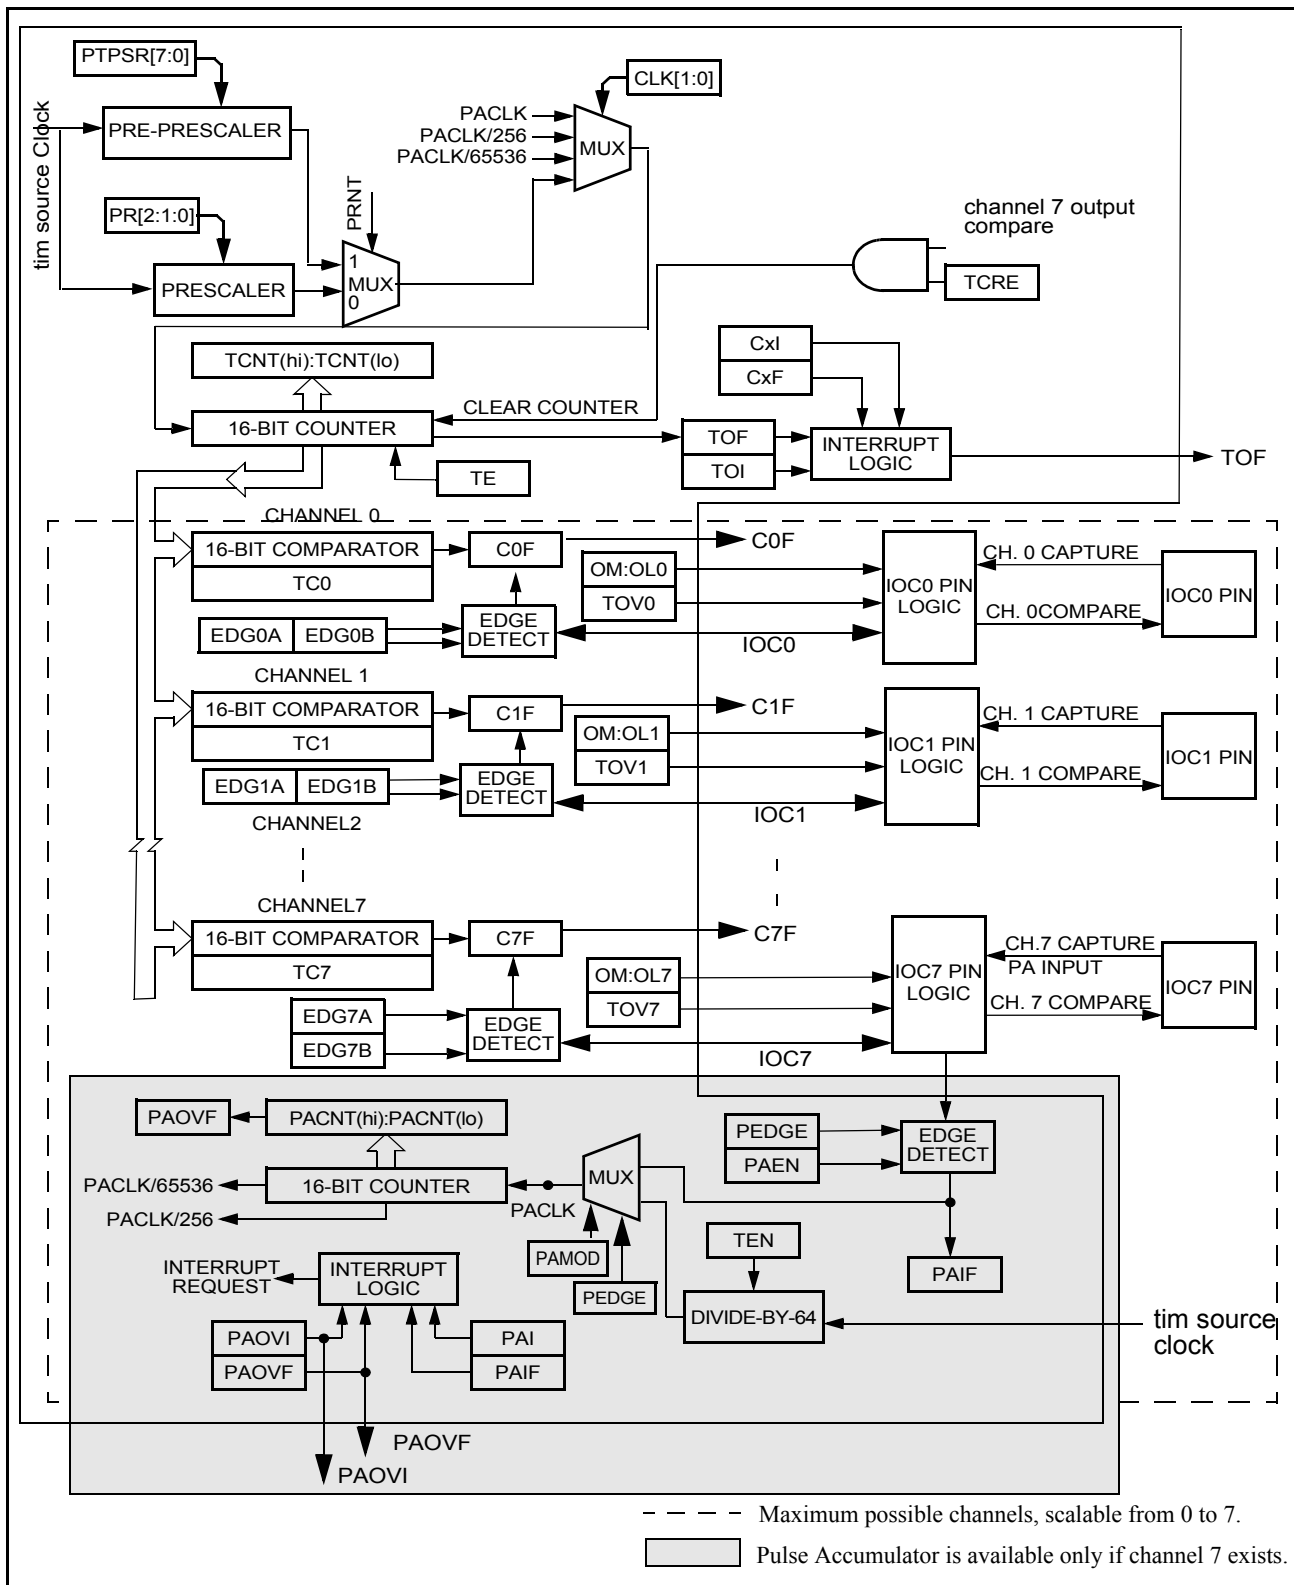 PTPSR[7:0]
CLK[1:0]
tim source Clock
PRE-PRESCALER
PACLK
PACLK/256
PACLK/65536
MUX
PR[2:1:0]
PRNT
channel 7 output
compare
1
MUX
0
PRESCALER
TCRE
TCNT(hi):TCNT(lo)
CxI
CxF
CLEAR COUNTER
16-BIT COUNTER
TOF
TOI
INTERRUPT
LOGIC
TOF
TE
CHANNEL 0
16-BIT COMPARATOR
TC0
C0F
C0F
OM:OL0
TOV0
IOC0 PIN
LOGIC
CH. 0 CAPTURE
CH. 0COMPARE
IOC0 PIN
EDG0A
EDG0B
EDGE
DETECT
IOC0
CHANNEL 1
16-BIT COMPARATOR
TC1
C1F
C1F
OM:OL1
TOV1
IOC1 PIN
LOGIC
CH. 1 CAPTURE
CH. 1 COMPARE
IOC1 PIN
EDG1A
EDG1B
EDGE
DETECT
IOC1
CHANNEL2
CHANNEL7
16-BIT COMPARATOR
TC7
C7F
C7F
OM:OL7
TOV7
IOC7 PIN
LOGIC
CH.7 CAPTURE
PA INPUT
CH. 7 COMPARE
IOC7 PIN
EDG7A
EDG7B
EDGE
DETECT
IOC7
PAOVF
PACNT(hi):PACNT(lo)
PEDGE
PAEN
EDGE
DETECT
MUX
PACLK/65536
16-BIT COUNTER
PACLK
PACLK/256
TEN
PAMOD
PAIF
INTERRUPT
REQUEST
INTERRUPT
LOGIC
PEDGE
DIVIDE-BY-64
tim source
clock
PAOVI
PAOVF
PAI
PAIF
PAOVF
PAOVI
Maximum possible channels, scalable from 0 to 7.
Pulse Accumulator is available only if channel 7 exists.